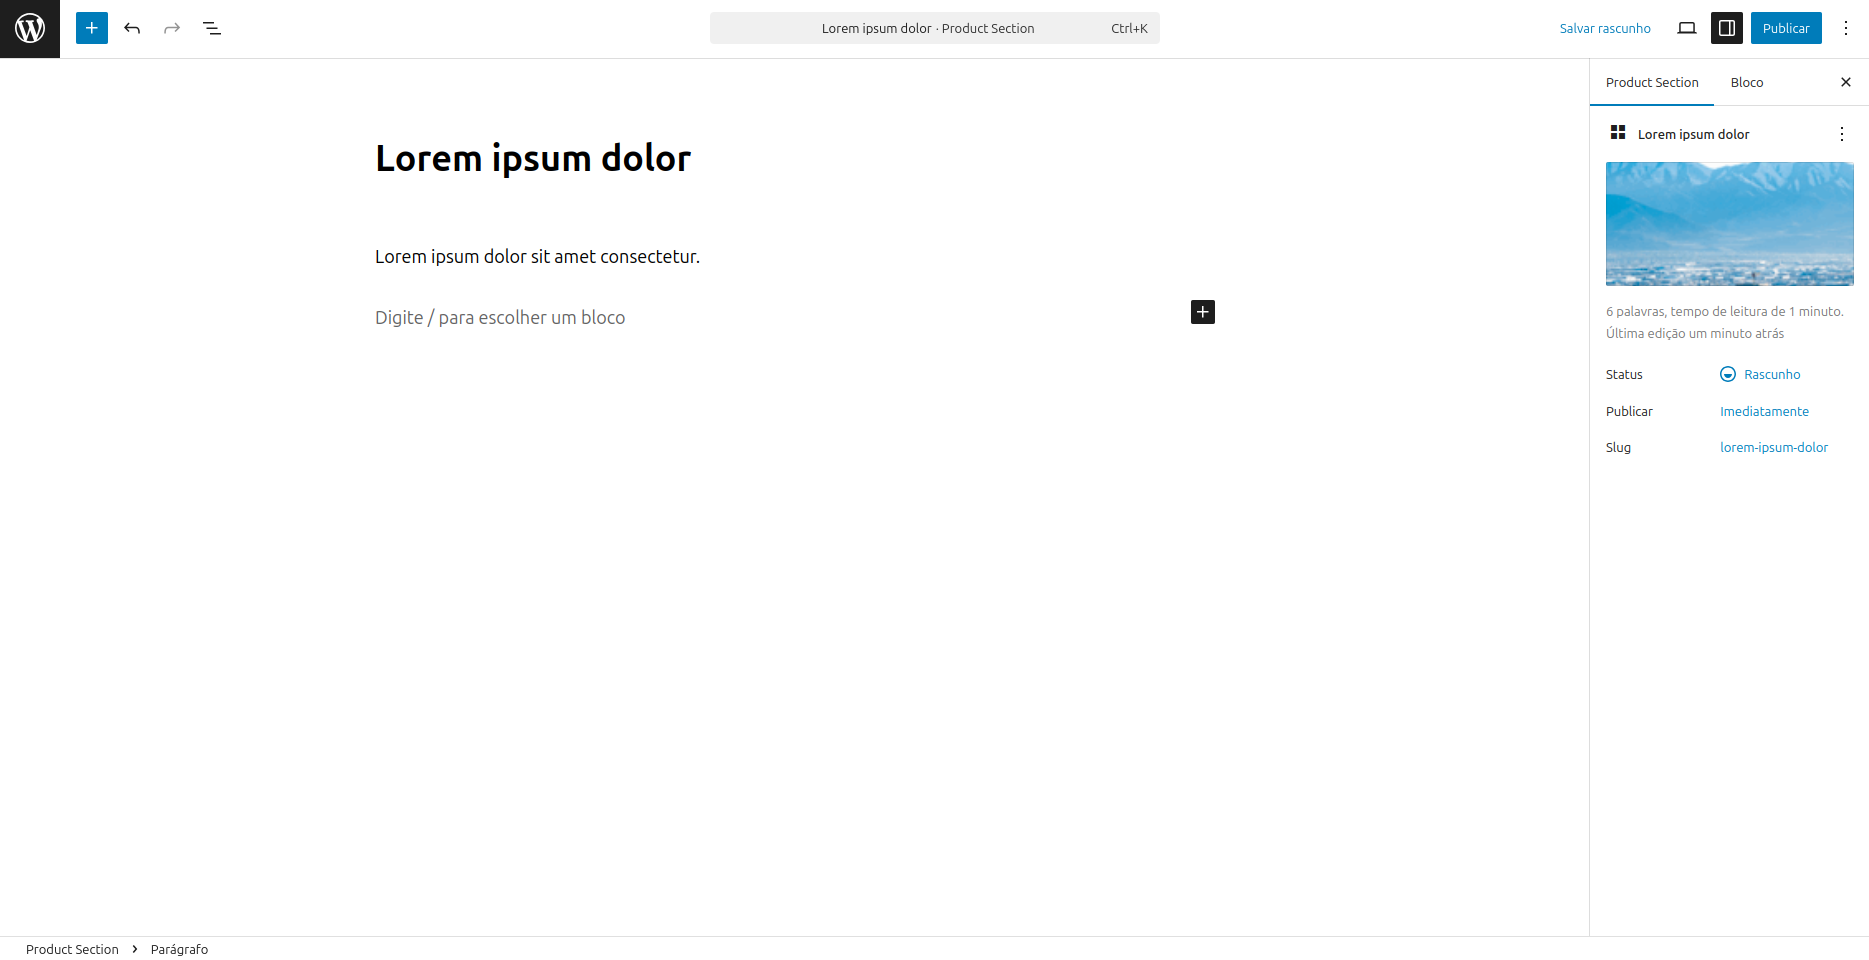 Lorem ipsum dolor · Product Section Ctrl+K
Salvar rascunho
Publicar
Lorem ipsum dolor
Lorem ipsum dolor sit amet consectetur.
Digite / para escolher um bloco
Product Section Bloco
Lorem ipsum dolor
6 palavras, tempo de leitura de 1 minuto.
Última edição um minuto atrás
Status Rascunho
Publicar Imediatamente
Slug lorem-ipsum-dolor
Product Section > Parágrafo